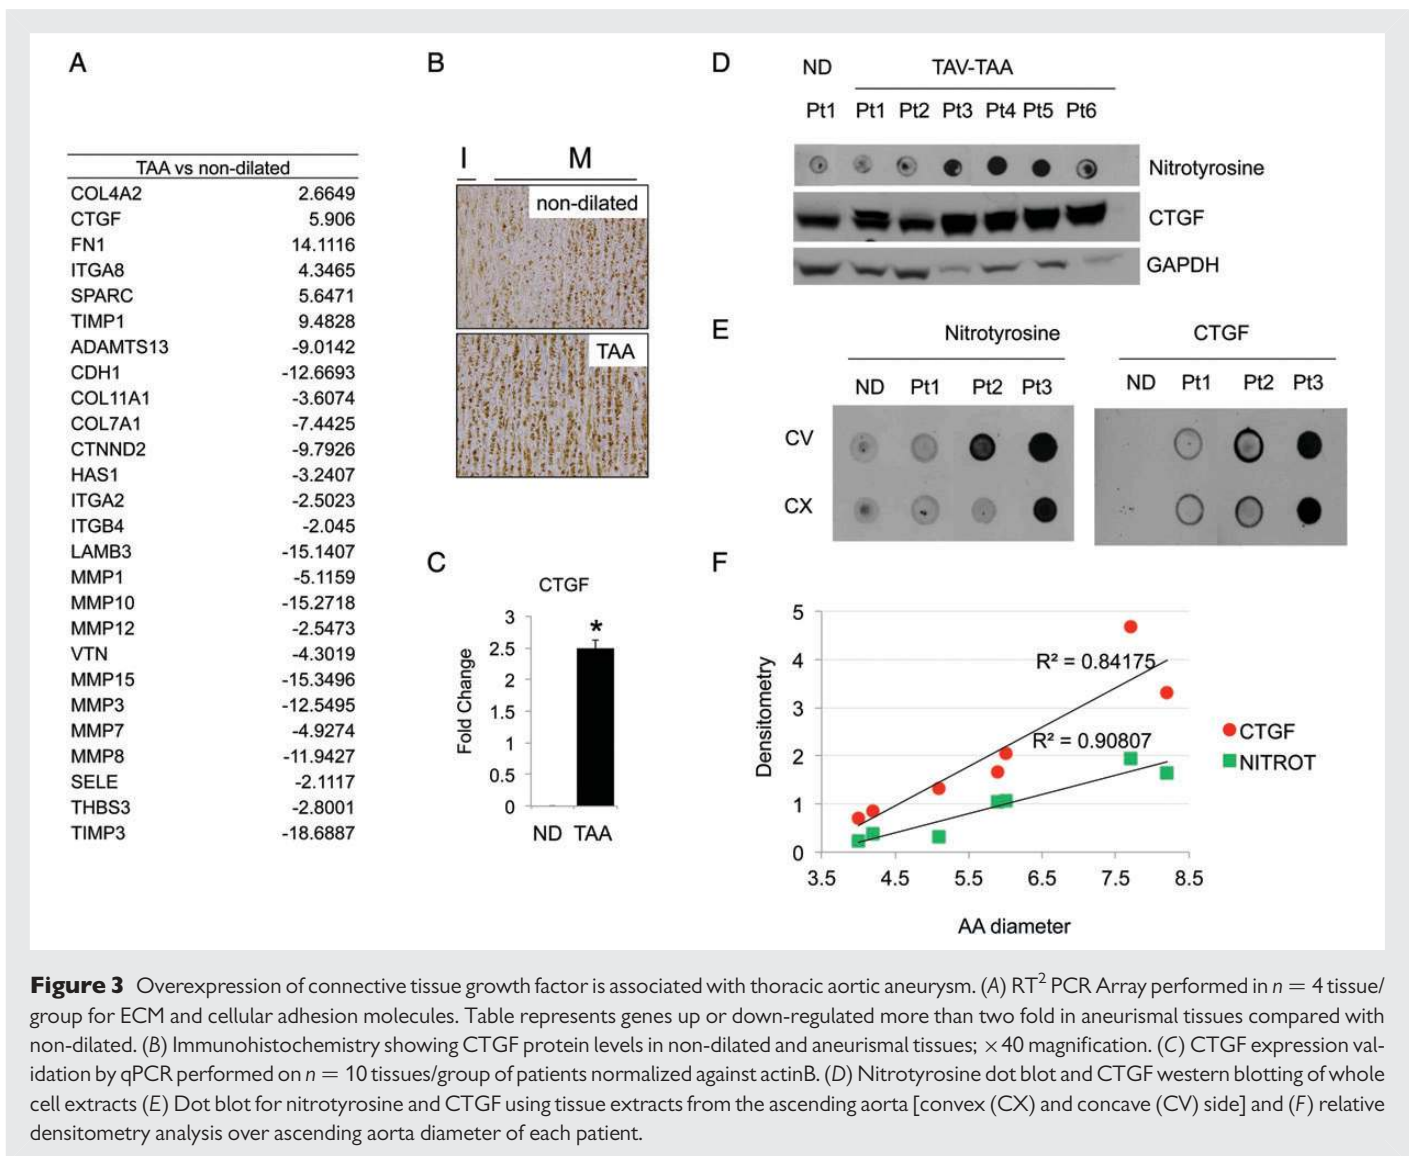 A
TAA vs non-dilated
COL4A2 2.6649
CTGF 5.906
FN1 14.1116
ITGA8 4.3465
SPARC 5.6471
TIMP1 9.4828
ADAMTS13 -9.0142
CDH1 -12.6693
COL11A1 -3.6074
COL7A1 -7.4425
CTNND2 -9.7926
HAS1 -3.2407
ITGA2 -2.5023
ITGB4 -2.045
LAMB3 -15.1407
MMP1 -5.1159
MMP10 -15.2718
MMP12 -2.5473
VTN -4.3019
MMP15 -15.3496
MMP3 -12.5495
MMP7 -4.9274
MMP8 -11.9427
SELE -2.1117
THBS3 -2.8001
TIMP3 -18.6887
B
I M
non-dilated
TAA
C
CTGF
Fold Change
3
2.5
2
1.5
1
0.5
0
*
ND TAA
D
ND TAV-TAA
Pt1 Pt1 Pt2 Pt3 Pt4 Pt5 Pt6
Nitrotyrosine
CTGF
GAPDH
E
Nitrotyrosine CTGF
ND Pt1 Pt2 Pt3 ND Pt1 Pt2 Pt3
CV
CX
F
Densitometry
5
4
3
2
1
0
R² = 0.84175
R² = 0.90807
CTGF
NITROT
3.5 4.5 5.5 6.5 7.5 8.5
AA diameter
Figure 3 Overexpression of connective tissue growth factor is associated with thoracic aortic aneurysm. (A) RT² PCR Array performed in n = 4 tissue/
group for ECM and cellular adhesion molecules. Table represents genes up or down-regulated more than two fold in aneurismal tissues compared with
non-dilated. (B) Immunohistochemistry showing CTGF protein levels in non-dilated and aneurismal tissues; ×40 magnification. (C) CTGF expression val-
idation by qPCR performed on n = 10 tissues/group of patients normalized against actinB. (D) Nitrotyrosine dot blot and CTGF western blotting of whole
cell extracts (E) Dot blot for nitrotyrosine and CTGF using tissue extracts from the ascending aorta [convex (CX) and concave (CV) side] and (F) relative
densitometry analysis over ascending aorta diameter of each patient.